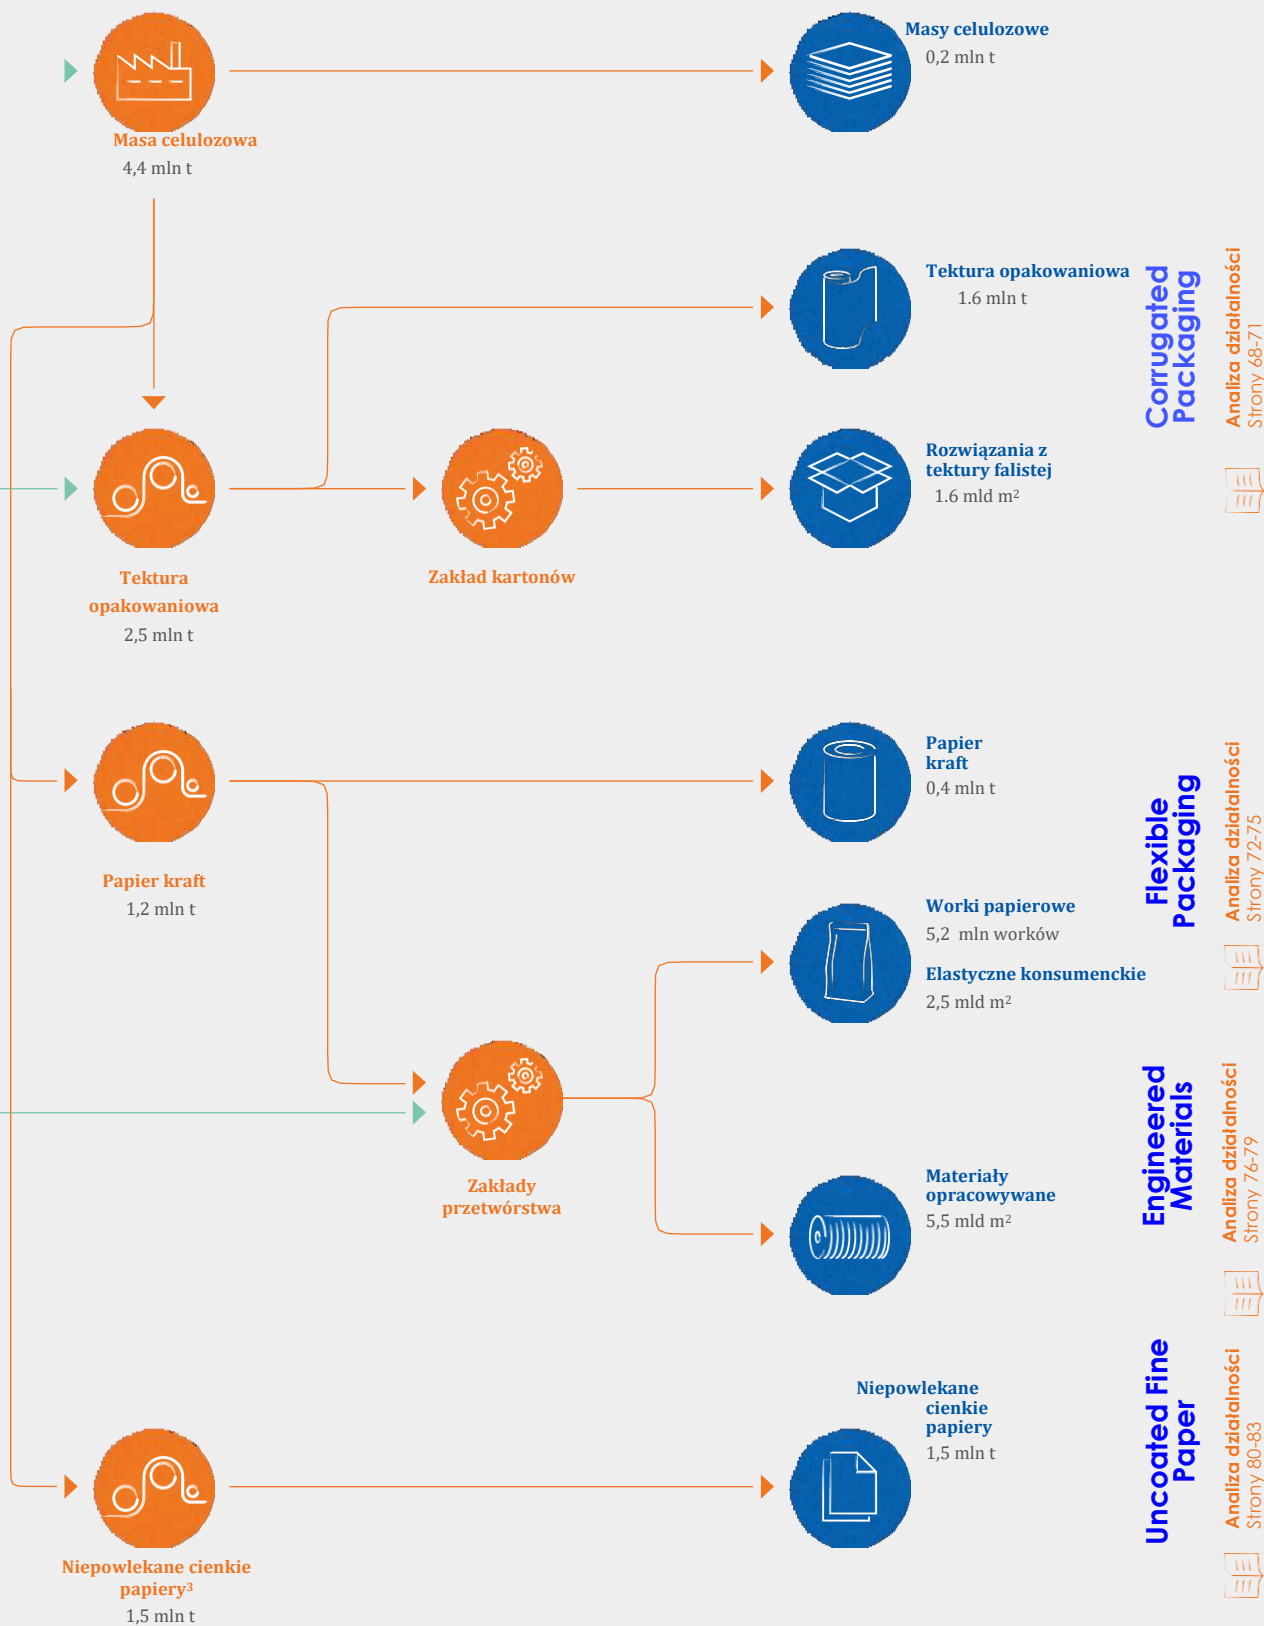 Masy celulozowe
0,2 mln t
Masa celulozowa
4,4 mln t
Tektura opakowaniowa
1.6 mln t
Corrugated
Packaging
Analiza działalności
Strony 68-71
Rozwiązania z
tektury falistej
1.6 mld m²
Tektura
opakowaniowa
2,5 mln t
Zakład kartonów
Papier
kraft
0,4 mln t
Papier kraft
1,2 mln t
Flexible
Packaging
Analiza działalności
Strony 72-75
Worki papierowe
5,2 mln worków
Elastyczne konsumenckie
2,5 mld m²
Zakłady
przetwórstwa
Engineered
Materials
Analiza działalności
Strony 76-79
Materiały
opracowywane
5,5 mld m²
Niepowlekane
cienkie
papiery
1,5 mln t
Uncoated Fine
Paper
Analiza działalności
Strony 80-83
Niepowlekane cienkie
papiery³
1,5 mln t